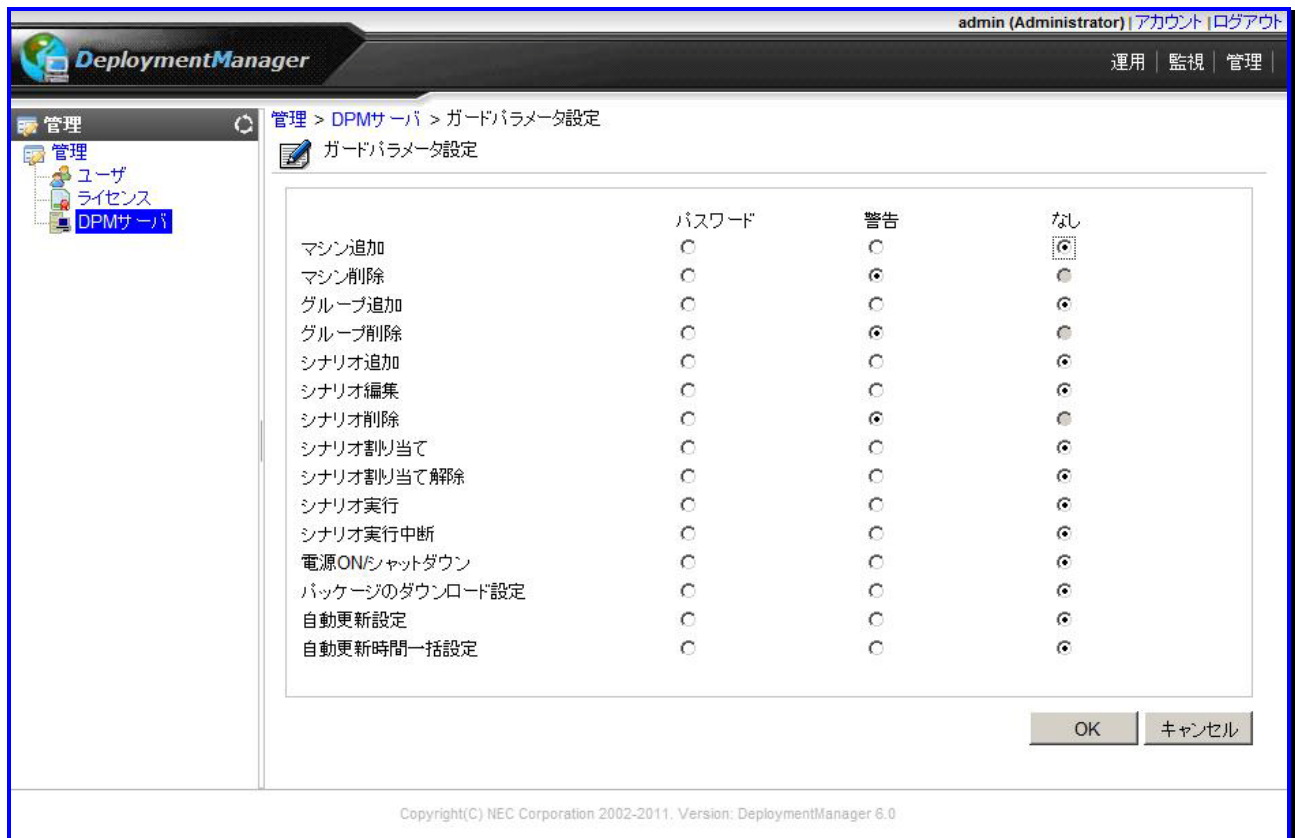 admin (Administrator) | アカウント | ログアウト
DeploymentManager
運用 | 監視 | 管理 |
管理
管理
ユーザ
ライセンス
DPMサーバ
管理 > DPMサーバ > ガードパラメータ設定
ガードパラメータ設定
パスワード 警告 なし
マシン追加
マシン削除
グループ追加
グループ削除
シナリオ追加
シナリオ編集
シナリオ削除
シナリオ割り当て
シナリオ割り当て解除
シナリオ実行
シナリオ実行中断
電源ON/シャットダウン
パッケージのダウンロード設定
自動更新設定
自動更新時間一括設定
OK キャンセル
Copyright(C) NEC Corporation 2002-2011. Version: DeploymentManager 6.0